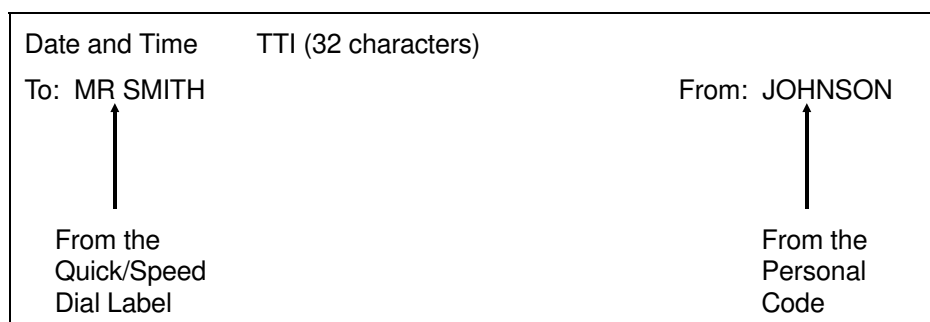 Date and Time TTI (32 characters)
To: MR SMITH From: JOHNSON
From the
Quick/Speed
Dial Label
From the
Personal
Code